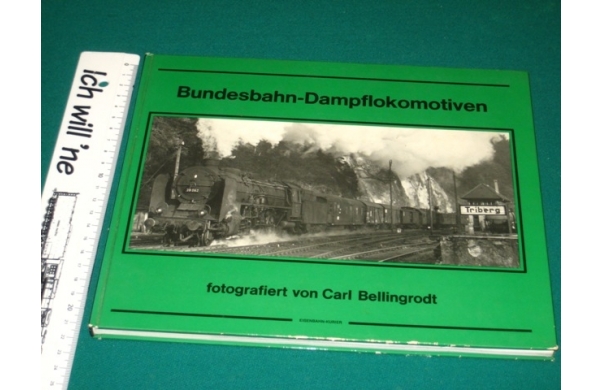 Ich will 'ne
Bundesbahn-Dampflokomotiven
Triberg
fotografiert von Carl Bellingrodt